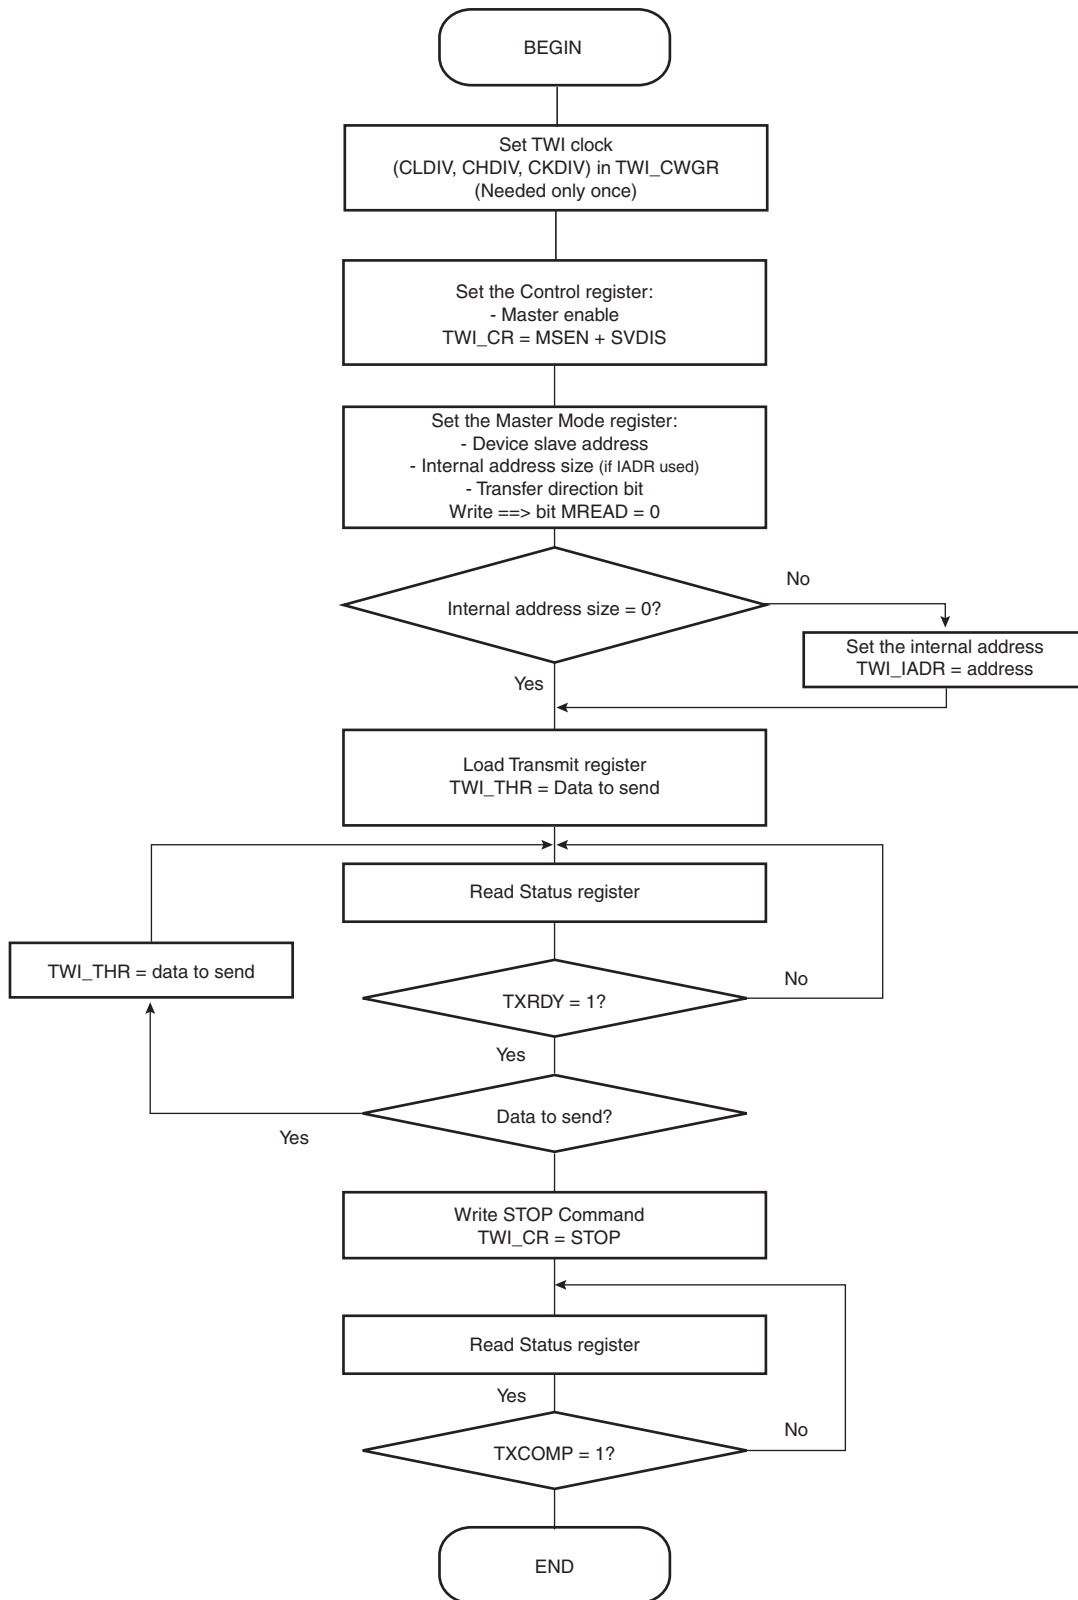 BEGIN
Set TWI clock
(CLDIV, CHDIV, CKDIV) in TWI_CWGR
(Needed only once)
Set the Control register:
- Master enable
TWI_CR = MSEN + SVDIS
Set the Master Mode register:
- Device slave address
- Internal address size (if IADR used)
- Transfer direction bit
Write ==> bit MREAD = 0
No
Internal address size = 0?
Set the internal address
TWI_IADR = address
Yes
Load Transmit register
TWI_THR = Data to send
Read Status register
TWI_THR = data to send
No
TXRDY = 1?
Yes
Data to send?
Yes
Write STOP Command
TWI_CR = STOP
Read Status register
Yes
No
TXCOMP = 1?
END